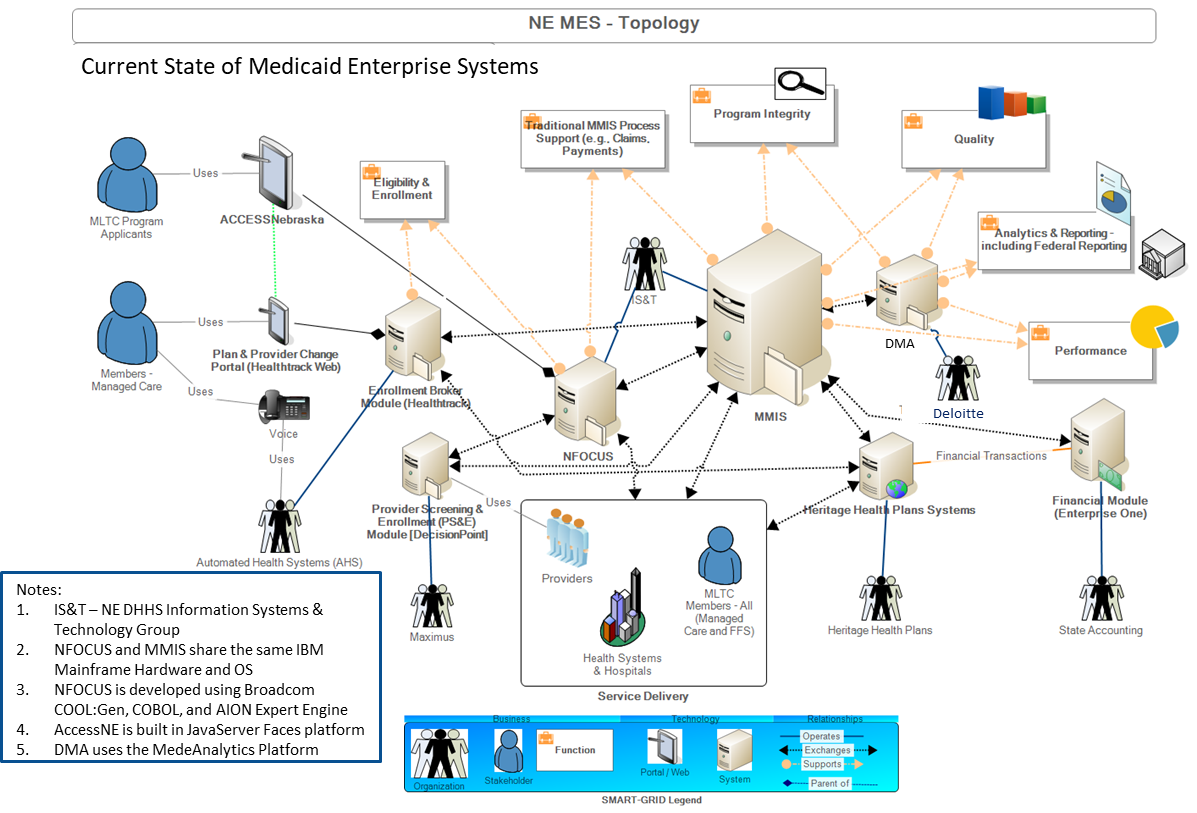 NE MES - Topology
Current State of Medicaid Enterprise Systems
Program Integrity
Traditional MMIS Process
Support (e.g., Claims,
Payments)
Quality
Uses
Eligibility &
Enrollment
ACCESSNebraska
MLTC Program
Applicants
Analytics & Reporting -
including Federal Reporting
IS&T
Uses
Plan & Provider Change
Portal (Healthtrack Web)
Members -
Managed Care
DMA
Performance
Uses
Enrollment Broker
Module (Healthtrack)
MMIS
Deloitte
Voice
Uses
NFOCUS
Financial Transactions
Uses
Provider Screening &
Enrollment (PS&E)
Module [DecisionPoint]
Heritage Health Plans Systems
Financial Module
(Enterprise One)
Automated Health Systems (AHS)
Providers
MLTC
Members - All
(Managed
Care and FFS)
Maximus
Heritage Health Plans
State Accounting
Health Systems
& Hospitals
Service Delivery
Notes:
1. IS&T – NE DHHS Information Systems &
Technology Group
2. NFOCUS and MMIS share the same IBM
Mainframe Hardware and OS
3. NFOCUS is developed using Broadcom
COOL:Gen, COBOL, and AION Expert Engine
4. AccessNE is built in JavaServer Faces platform
5. DMA uses the MedeAnalytics Platform
Business
Technology
Relationships
Organization
Stakeholder
Function
Portal / Web
System
Operates
Exchanges
Supports
Parent of
SMART-GRID Legend